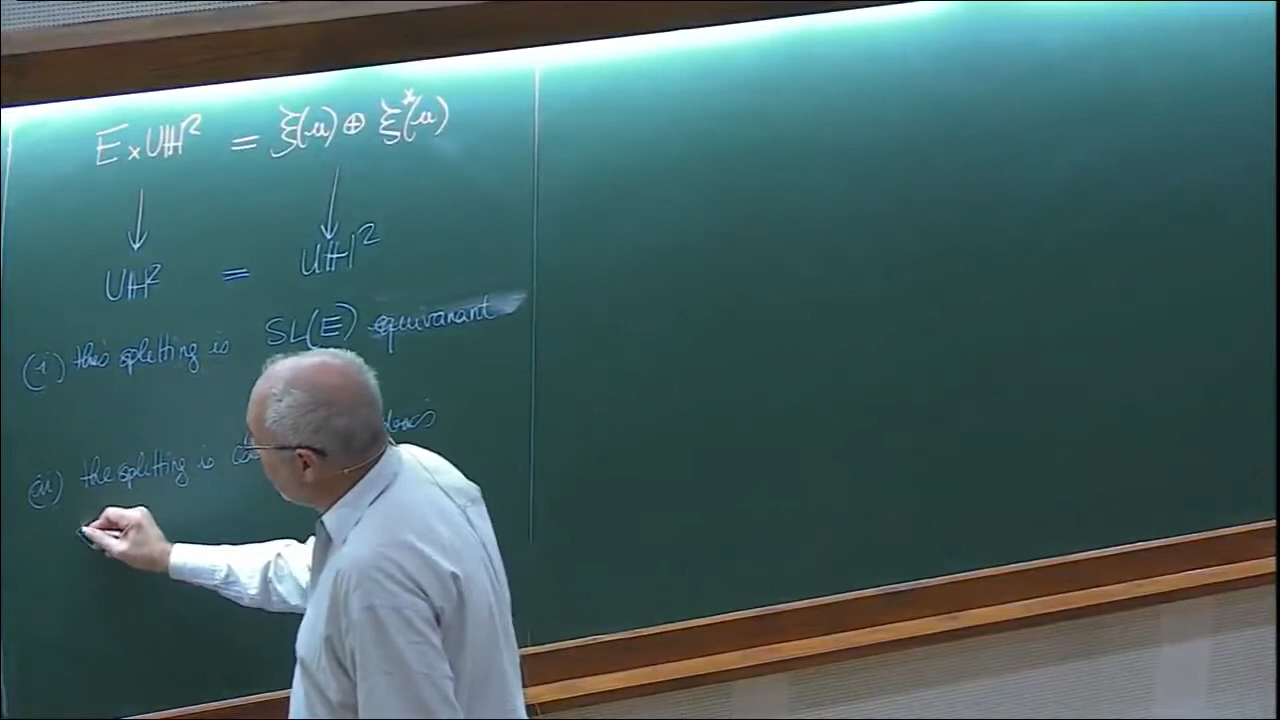 E × UH² = ξ(u) ⊕ ξ*(u)
↓ ↓
UH² = UH²
(i) this splitting is SL(E) equivariant
(ii) the splitting is